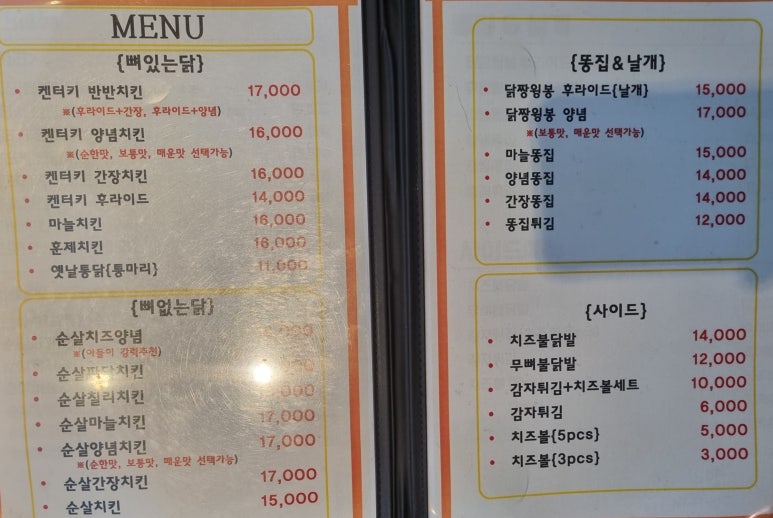 MENU
{뼈있는닭}
• 켄터키 반반치킨 17,000
※(후라이드+간장, 후라이드+양념)
• 켄터키 양념치킨 16,000
※(순한맛, 보통맛, 매운맛 선택가능)
• 켄터키 간장치킨 16,000
• 켄터키 후라이드 14,000
• 마늘치킨 16,000
• 훈제치킨 16,000
• 옛날통닭{통마리} 11,000
{뼈없는닭}
• 순살치즈양념
※(아들이 강력추천)
• 순살파닭치킨
• 순살칠리치킨 ,000
• 순살마늘치킨 17,000
• 순살양념치킨 17,000
※(순한맛, 보통맛, 매운맛 선택가능)
• 순살간장치킨 17,000
• 순살치킨 15,000
{똥집&날개}
• 닭짱윙봉 후라이드{날개} 15,000
• 닭짱윙봉 양념 17,000
※(보통맛, 매운맛 선택가능)
• 마늘똥집 15,000
• 양념똥집 14,000
• 간장똥집 14,000
• 똥집튀김 12,000
{사이드}
• 치즈불닭발 14,000
• 무뼈불닭발 12,000
• 감자튀김+치즈볼세트 10,000
• 감자튀김 6,000
• 치즈볼{5pcs} 5,000
• 치즈볼{3pcs} 3,000